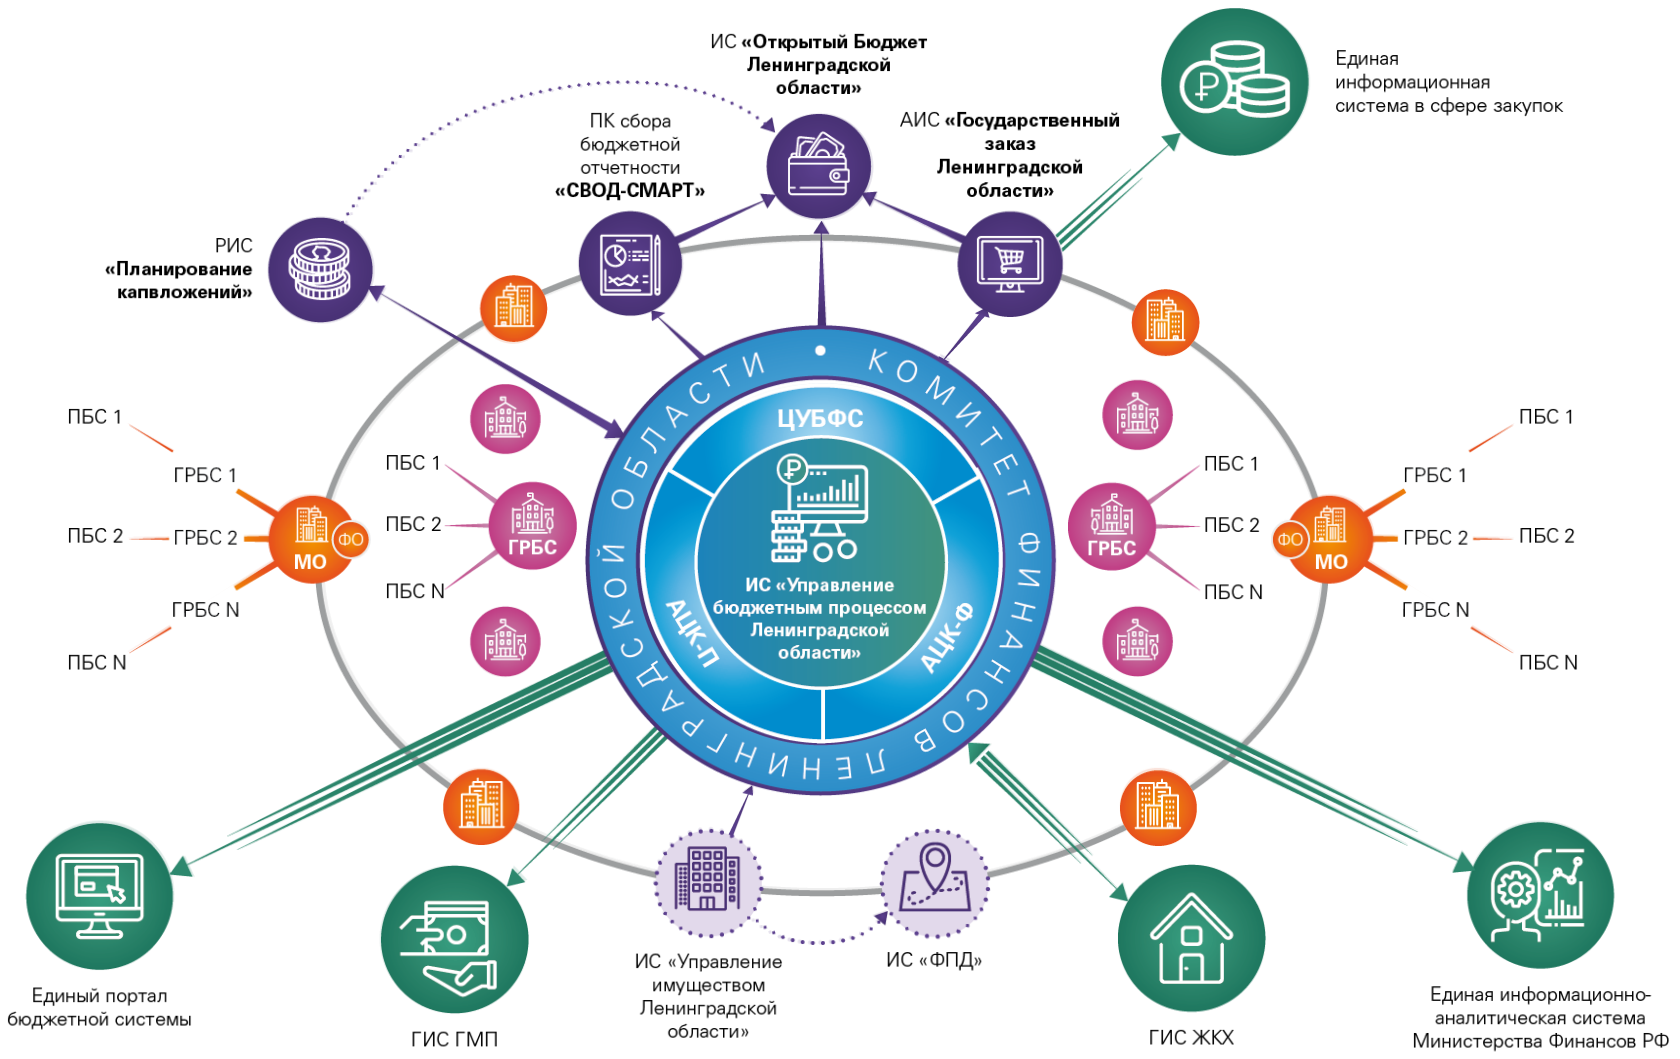 ИС «Открытый Бюджет
Ленинградской
области»
Единая
информационная
система в сфере закупок
ПК сбора
бюджетной
отчетности
«СВОД-СМАРТ»
АИС «Государственный
заказ
Ленинградской
области»
РИС
«Планирование
капвложений»
КОМИТЕТ ФИНАНСОВ ЛЕНИНГРАДСКОЙ ОБЛАСТИ •
ЦУБФС
АЦК-П
АЦК-Ф
ИС «Управление
бюджетным процессом
Ленинградской
области»
ПБС 1
ГРБС 1
ПБС 2
ГРБС 2
ГРБС N
ПБС N
МО
ФО
ПБС 1
ПБС 2
ПБС N
ГРБС
ГРБС
ПБС 1
ПБС 2
ПБС N
ФО
МО
ПБС 1
ГРБС 1
ГРБС 2
ПБС 2
ГРБС N
ПБС N
Единый портал
бюджетной системы
ГИС ГМП
ИС «Управление
имуществом
Ленинградской
области»
ИС «ФПД»
ГИС ЖКХ
Единая информационно-
аналитическая система
Министерства Финансов РФ